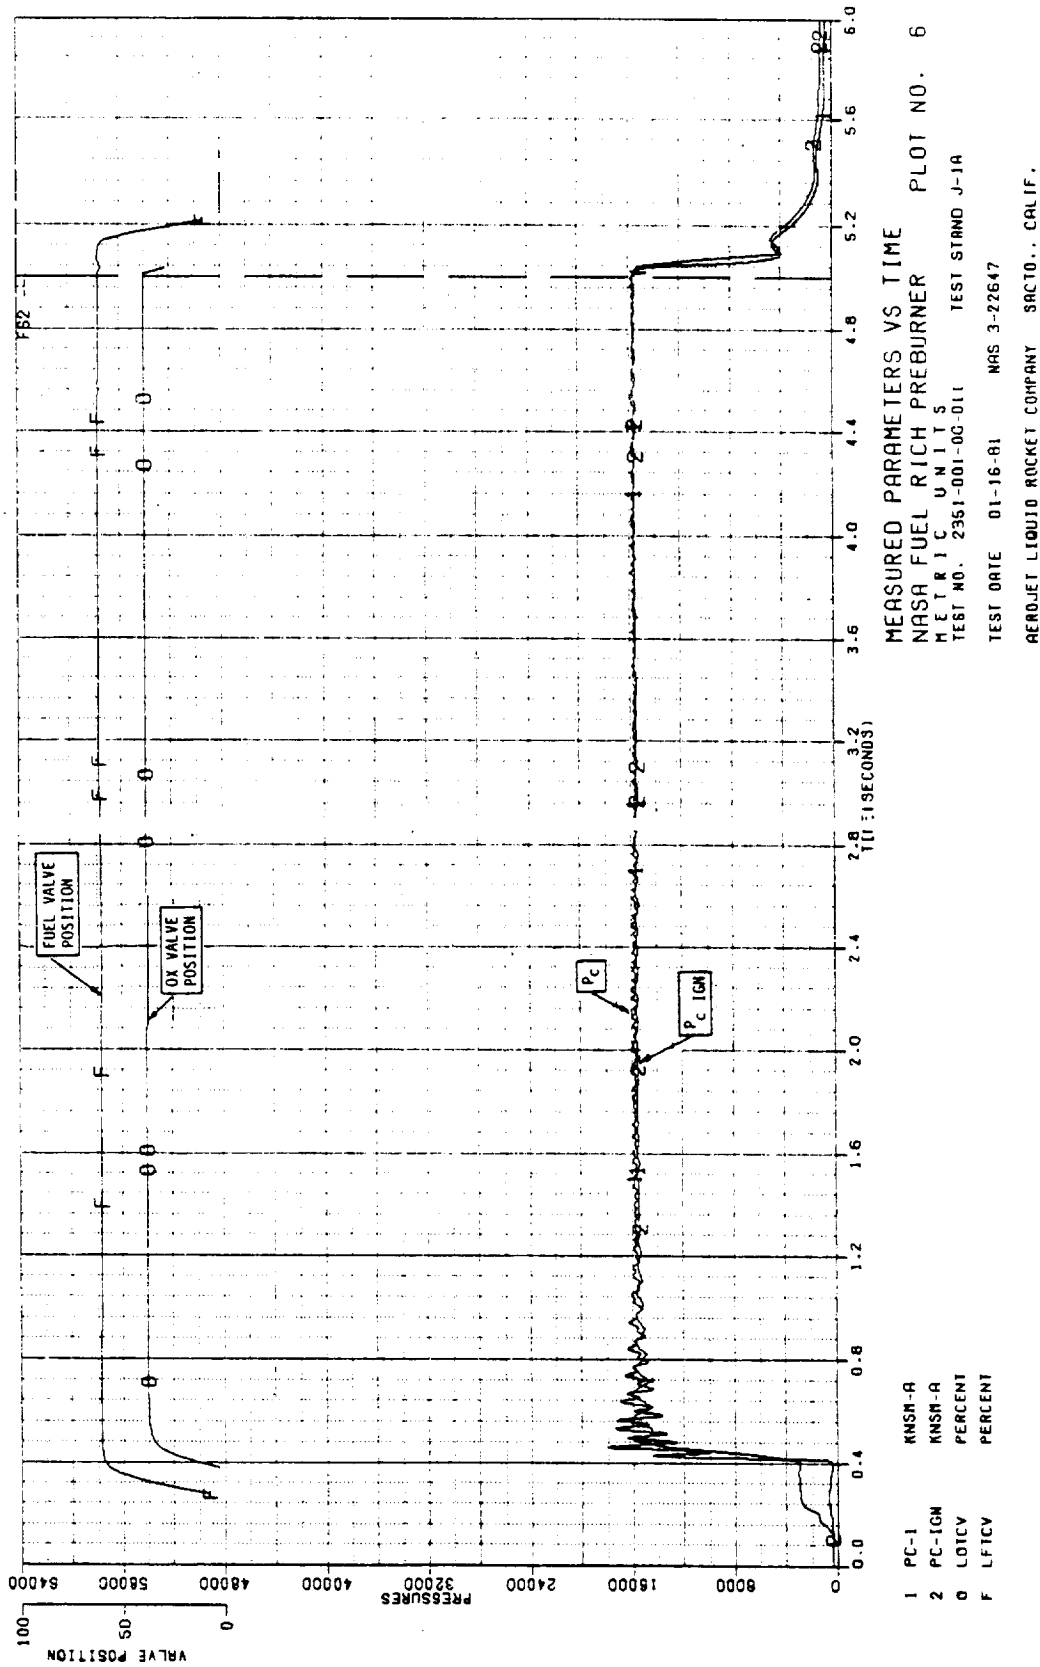 VALVE POSITION
100
50
0
PRESSURES
64000
56000
48000
40000
32000
24000
16000
8000
0
FS2
FUEL VALVE
POSITION
OX VALVE
POSITION
Pc
Pc IGN
0.0
0.4
0.8
1.2
1.6
2.0
2.4
2.8
3.2
3.6
4.0
4.4
4.8
5.2
5.6
6.0
(SECONDS)
1 PC-1 KNSM-A
2 PC-IGN KNSM-A
O LOTCV PERCENT
F LFTCV PERCENT
MEASURED PARAMETERS VS TIME
NASA FUEL RICH PREBURNER PLOT NO. 6
METRIC UNITS
TEST NO. 2351-D01-0G-011 TEST STAND J-1A
TEST DATE 01-16-81 NAS 3-22647
AEROJET LIQUID ROCKET COMPANY SACTO., CALIF.